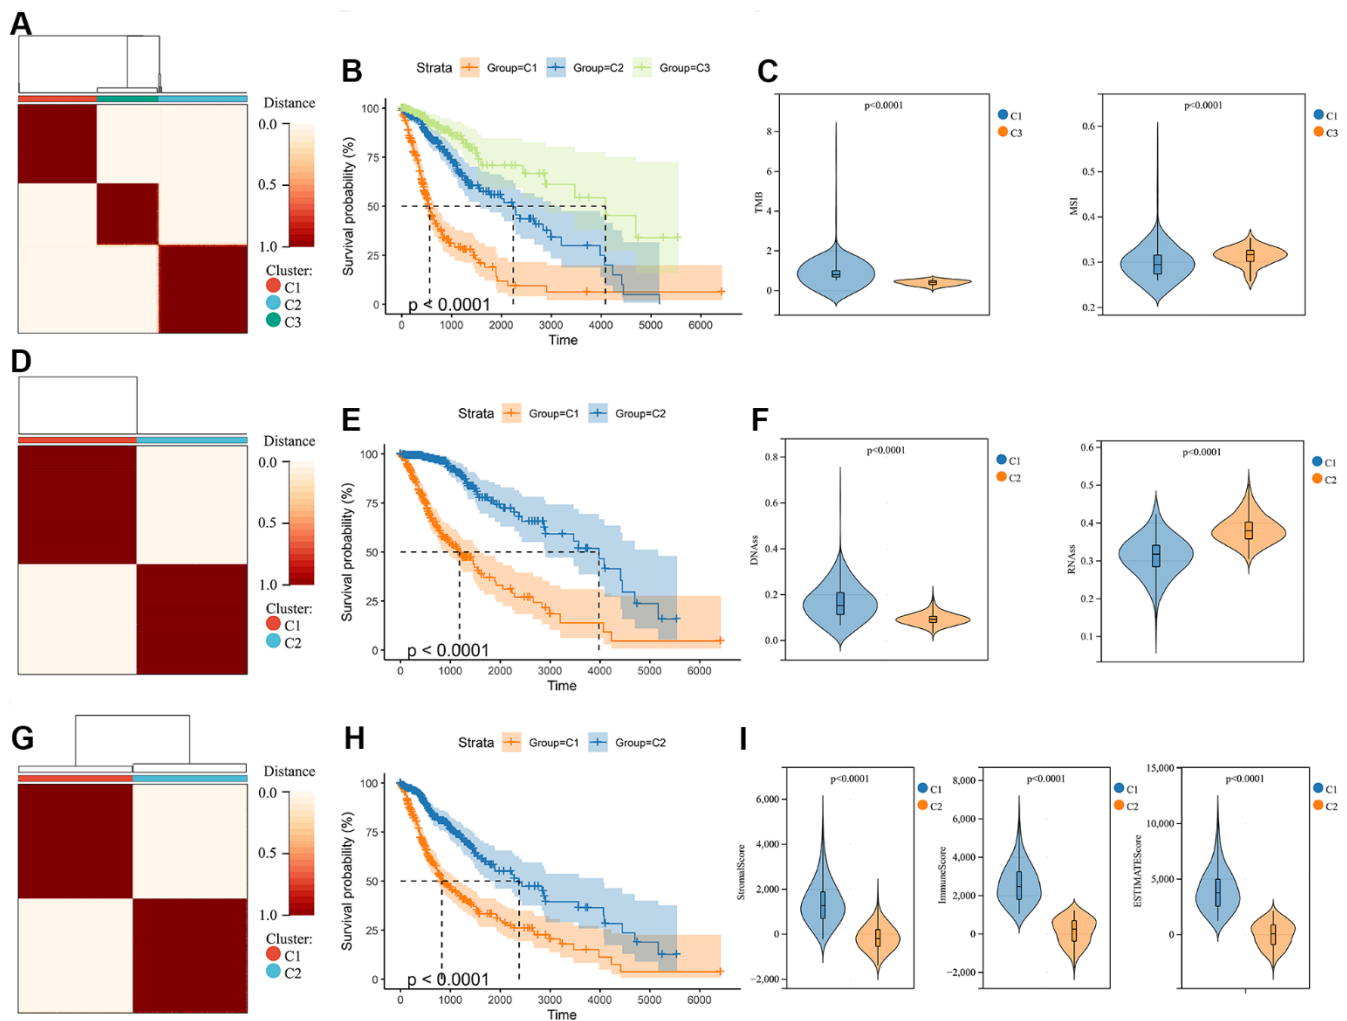 A
Distance
0.0
0.5
1.0
Cluster:
C1
C2
C3
B
Strata Group=C1 Group=C2 Group=C3
Survival probability (%)
100
75
50
25
0
p < 0.0001
0 1000 2000 3000 4000 5000 6000
Time
C
p<0.0001
TMB
8
6
4
2
0
C1
C3
p<0.0001
MSI
0.6
0.5
0.4
0.3
0.2
C1
C3
D
Distance
0.0
0.5
1.0
Cluster:
C1
C2
E
Strata Group=C1 Group=C2
Survival probability (%)
100
75
50
25
0
p < 0.0001
0 1000 2000 3000 4000 5000 6000
Time
F
p<0.0001
DNAss
0.8
0.6
0.4
0.2
0.0
C1
C2
p<0.0001
RNAss
0.6
0.5
0.4
0.3
0.2
0.1
C1
C2
G
Distance
0.0
0.5
1.0
Cluster:
C1
C2
H
Strata Group=C1 Group=C2
Survival probability (%)
100
75
50
25
0
p < 0.0001
0 1000 2000 3000 4000 5000 6000
Time
I
p<0.0001
StromalScore
6,000
4,000
2,000
0
−2,000
C1
C2
p<0.0001
ImmuneScore
8,000
6,000
4,000
2,000
0
−2,000
C1
C2
p<0.0001
ESTIMATEScore
15,000
10,000
5,000
0
C1
C2